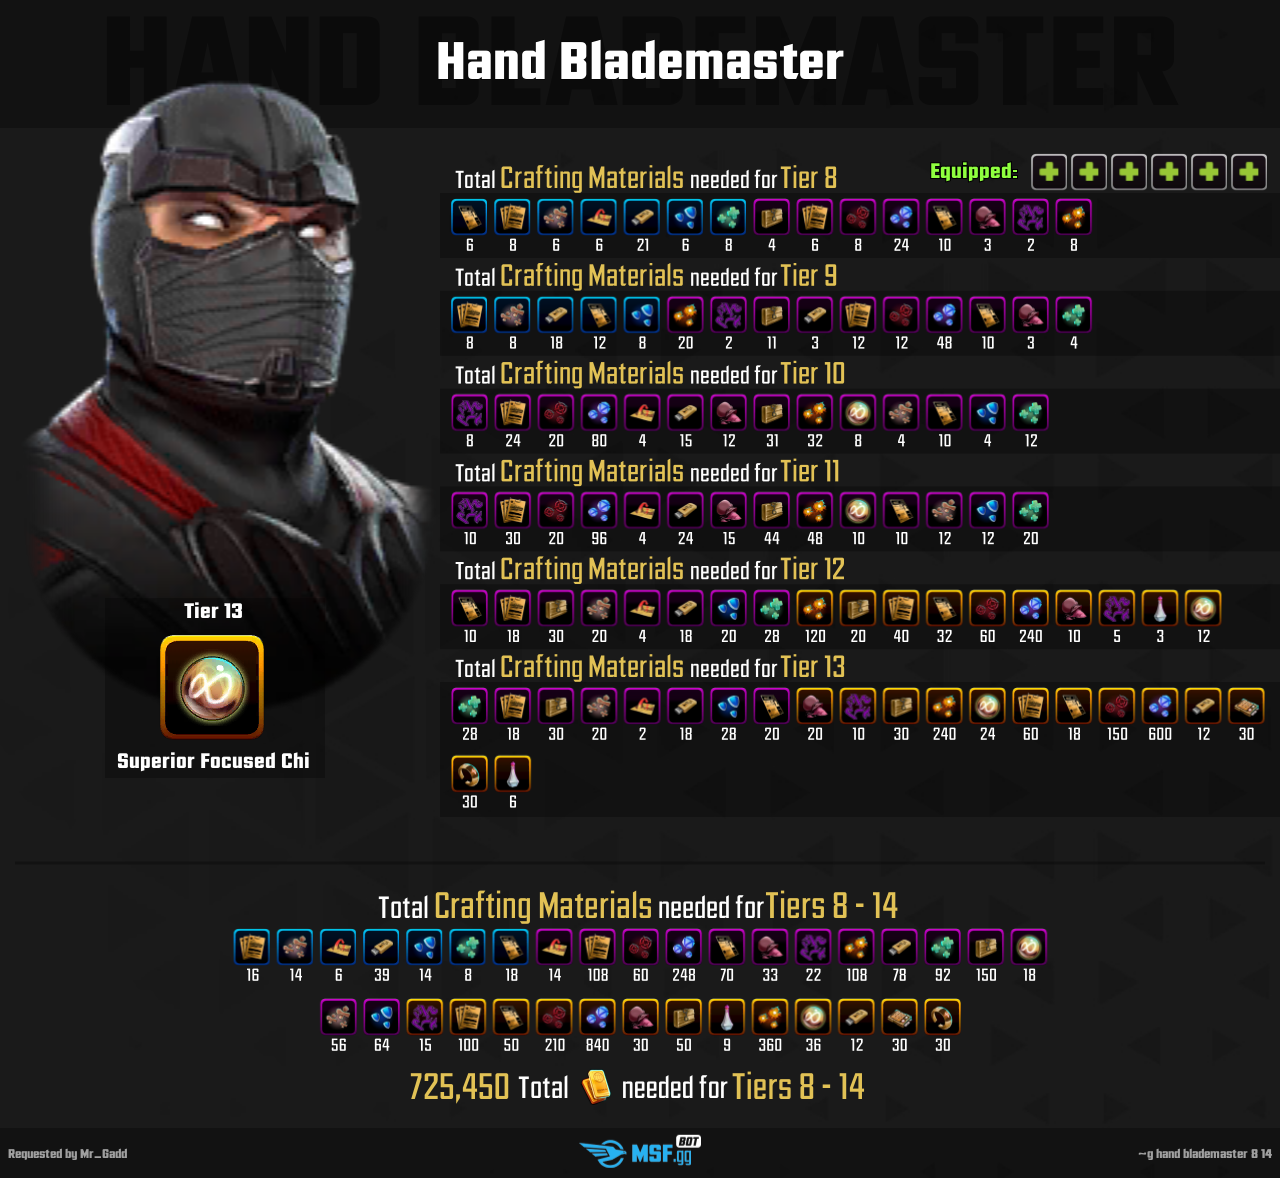 HAND BLADEMASTER
Hand Blademaster
Equipped:
Total Crafting Materials needed for Tier 8
6 8 6 6 21 6 8 4 6 8 24 10 3 2 8
Total Crafting Materials needed for Tier 9
8 8 18 12 8 20 2 11 3 12 12 48 10 3 4
Total Crafting Materials needed for Tier 10
8 24 20 80 4 15 12 31 32 8 4 10 4 12
Total Crafting Materials needed for Tier 11
10 30 20 96 4 24 15 44 48 10 10 12 12 20
Total Crafting Materials needed for Tier 12
10 18 30 20 4 18 20 28 120 20 40 32 60 240 10 5 3 12
Total Crafting Materials needed for Tier 13
28 18 30 20 2 18 28 20 20 10 30 240 24 60 18 150 600 12 30
30 6
Tier 13
Superior Focused Chi
Total Crafting Materials needed for Tiers 8 - 14
16 14 6 39 14 8 18 14 108 60 248 70 33 22 108 78 92 150 18
56 64 15 100 50 210 840 30 50 9 360 36 12 30 30
725,450 Total needed for Tiers 8 - 14
Requested by Mr_Gadd
MSF.gg BOT
~g hand blademaster 8 14